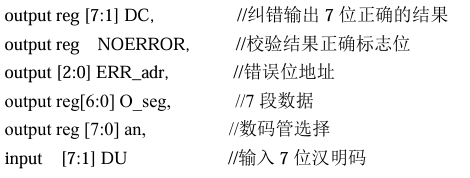 output reg [7:1] DC, //纠错输出 7 位正确的结果
output reg NOERROR, //校验结果正确标志位
output [2:0] ERR_adr, //错误位地址
output reg[6:0] O_seg, //7 段数据
output reg [7:0] an, //数码管选择
input [7:1] DU //输入 7 位汉明码